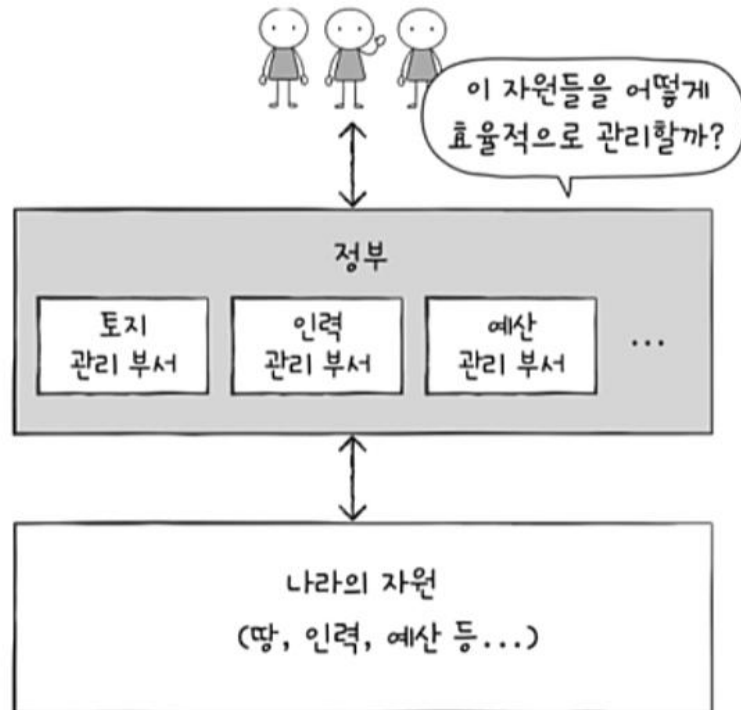 이 자원들을 어떻게
효율적으로 관리할까?
정부
토지
관리 부서
인력
관리 부서
예산
관리 부서
...
나라의 자원
(땅, 인력, 예산 등...)